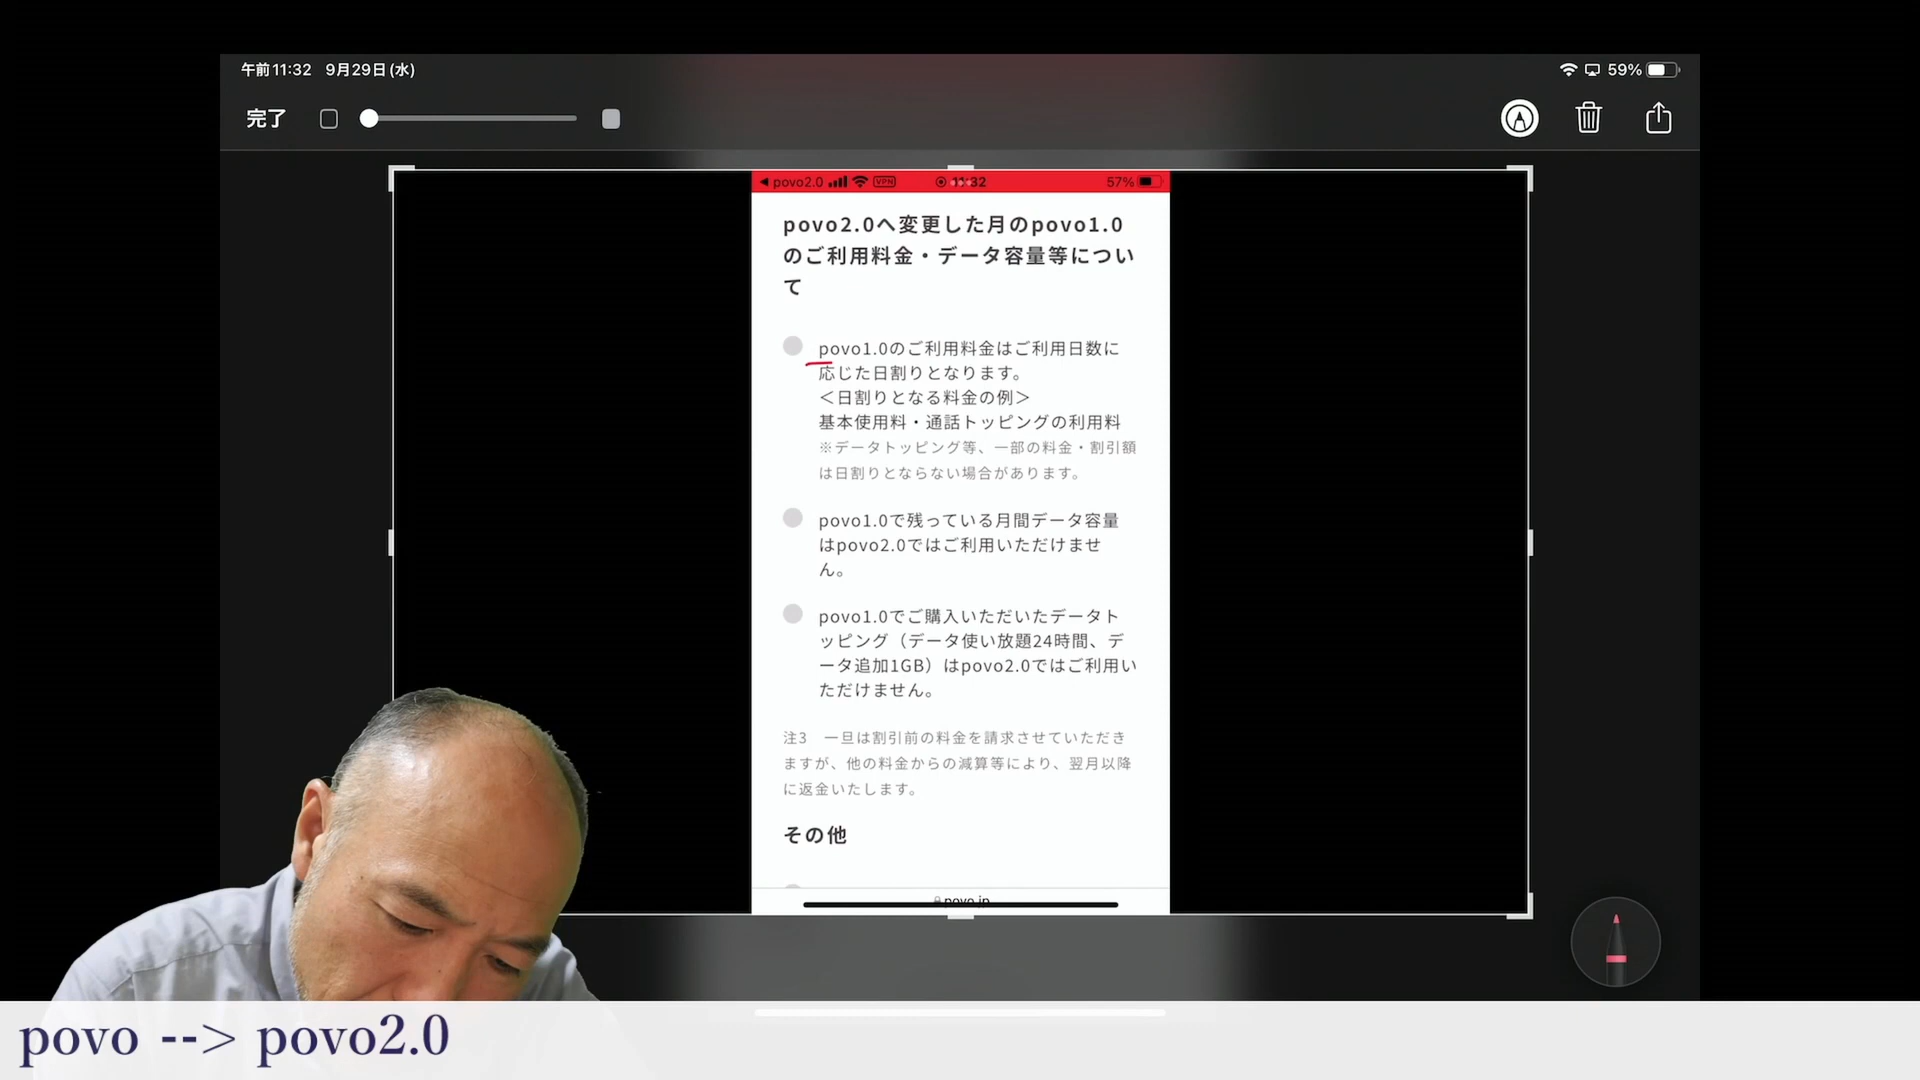 午前11:32 9月29日(水)
59%
完了
povo2.0 VPN 11:32 57%
povo2.0へ変更した月のpovo1.0
のご利用料金・データ容量等につい
て
povo1.0のご利用料金はご利用日数に
応じた日割りとなります。
＜日割りとなる料金の例＞
基本使用料・通話トッピングの利用料
※データトッピング等、一部の料金・割引額
は日割りとならない場合があります。
povo1.0で残っている月間データ容量
はpovo2.0ではご利用いただけませ
ん。
povo1.0でご購入いただいたデータト
ッピング（データ使い放題24時間、デ
ータ追加1GB）はpovo2.0ではご利用い
ただけません。
注3 一旦は割引前の料金を請求させていただき
ますが、他の料金からの減算等により、翌月以降
に返金いたします。
その他
povo.jp
povo --> povo2.0